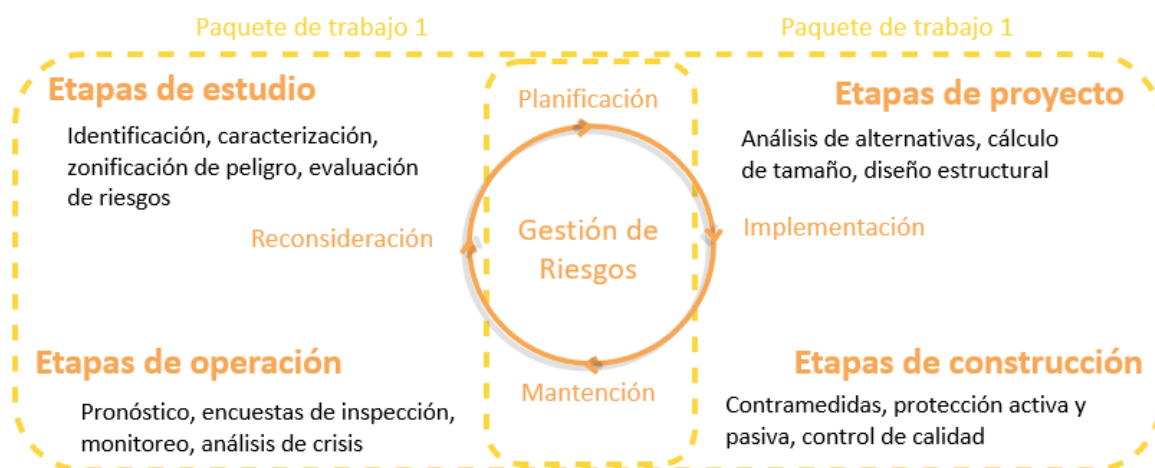 Paquete de trabajo 1
Paquete de trabajo 1
Etapas de estudio
Identificación, caracterización,
zonificación de peligro, evaluación
de riesgos
Planificación
Etapas de proyecto
Análisis de alternativas, cálculo
de tamaño, diseño estructural
Reconsideración
Gestión de
Riesgos
Implementación
Etapas de operación
Pronóstico, encuestas de inspección,
monitoreo, análisis de crisis
Mantención
Etapas de construcción
Contramedidas, protección activa y
pasiva, control de calidad